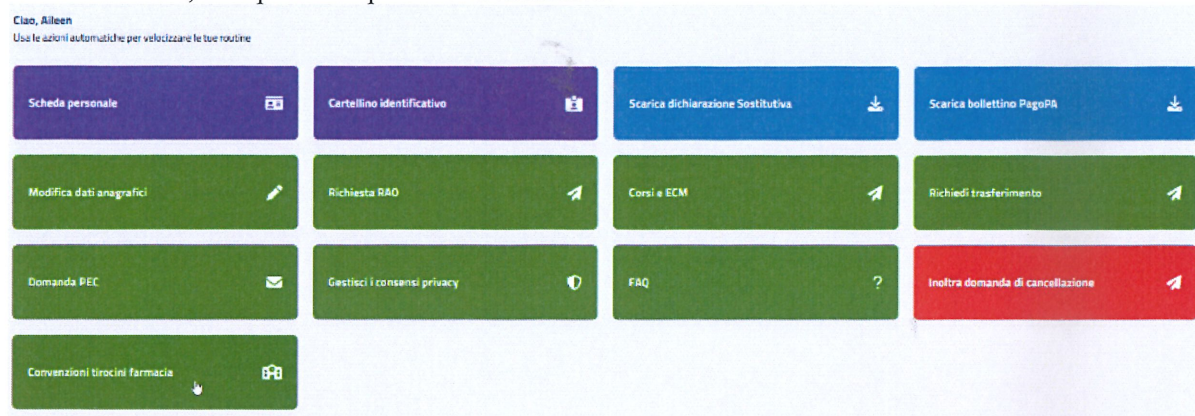 Ciao, Aileen
Usa le azioni automatiche per velocizzare le tue routine
Scheda personale
Cartellino identificativo
Scarica dichiarazione Sostitutiva
Scarica bollettino PagoPA
Modifica dati anagrafici
Richiesta RAO
Corsi e ECM
Richiedi trasferimento
Domanda PEC
Gestisci i consensi privacy
FAQ
?
Inoltra domanda di cancellazione
Convenzioni tirocini farmacia